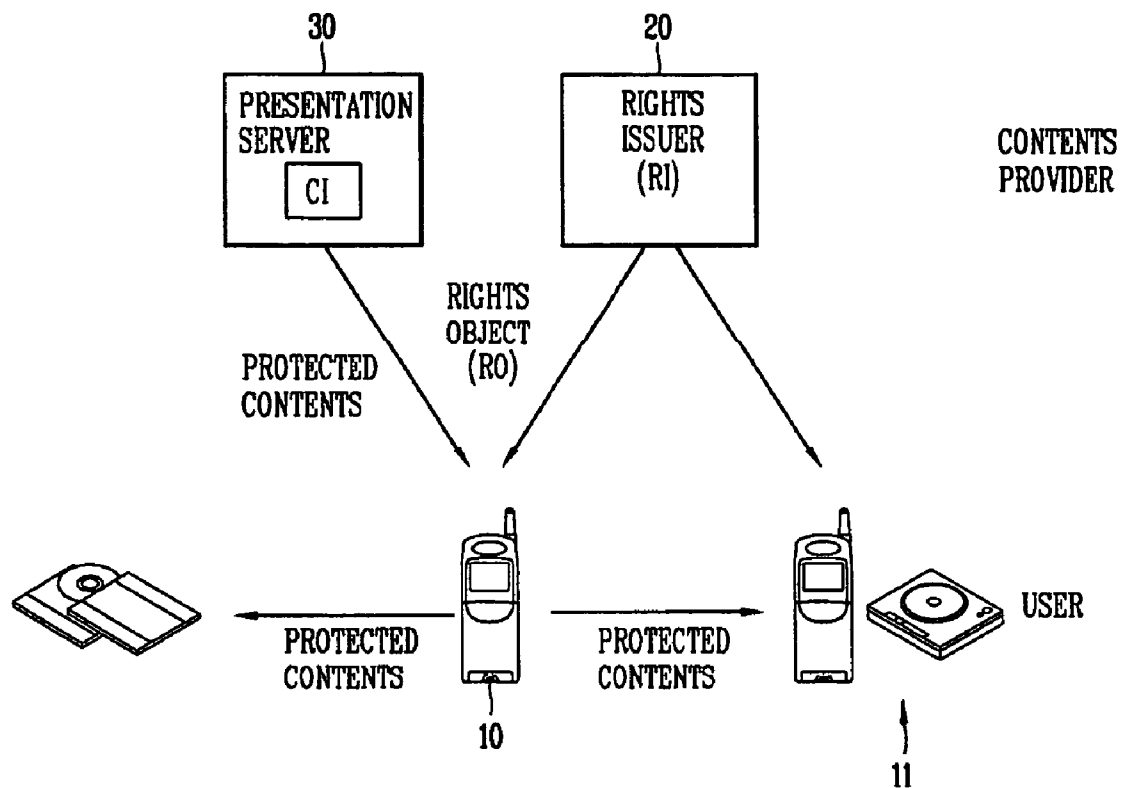 30
20
PRESENTATION
SERVER
CI
RIGHTS
ISSUER
(RI)
CONTENTS
PROVIDER
RIGHTS
OBJECT
(RO)
PROTECTED
CONTENTS
PROTECTED
CONTENTS
PROTECTED
CONTENTS
USER
10
11